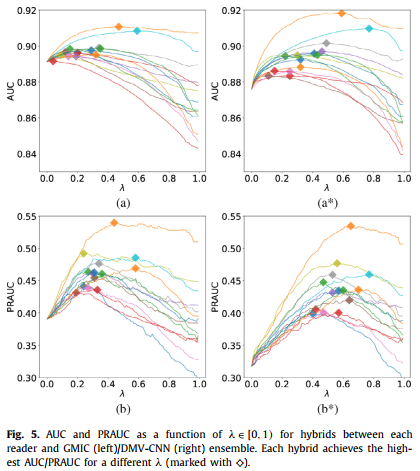 0.92
0.90
0.88
0.86
0.84
AUC
0.0 0.2 0.4 0.6 0.8 1.0
λ
(a)
0.92
0.90
0.88
0.86
0.84
AUC
0.0 0.2 0.4 0.6 0.8 1.0
λ
(a*)
0.55
0.50
0.45
0.40
0.35
0.30
PRAUC
0.0 0.2 0.4 0.6 0.8 1.0
λ
(b)
0.55
0.50
0.45
0.40
0.35
0.30
PRAUC
0.0 0.2 0.4 0.6 0.8 1.0
λ
(b*)
Fig. 5. AUC and PRAUC as a function of λ ∈ [0, 1) for hybrids between each
reader and GMIC (left)/DMV-CNN (right) ensemble. Each hybrid achieves the high-
est AUC/PRAUC for a different λ (marked with ◇).